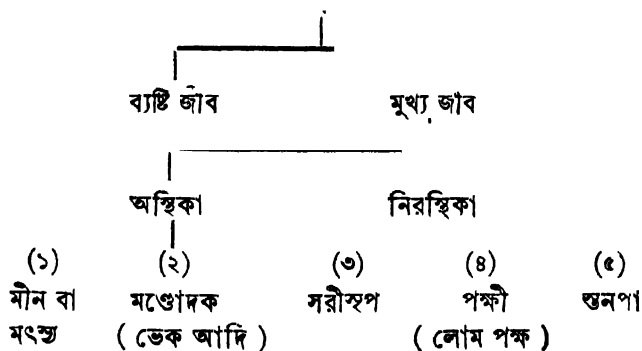 ব্যষ্টি জীব মুখ্য জীব
অস্থিকা নিরস্থিকা
(১) (২) (৩) (৪) (৫)
মীন বা মণ্ডোদক সরীসৃপ পক্ষী স্তনপা
মৎস্য ( ভেক আদি ) ( লোম পক্ষ )